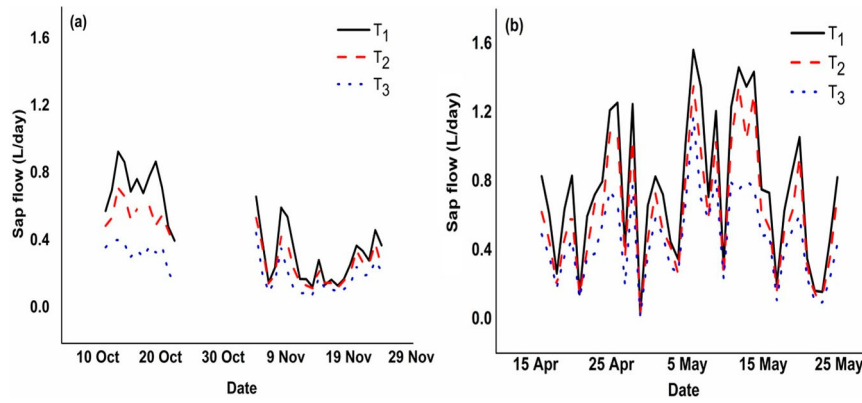 (a)
T1
T2
T3
1.6
1.2
0.8
0.4
0.0
Sap flow (L/day)
10 Oct 20 Oct 30 Oct 9 Nov 19 Nov 29 Nov
Date
(b)
T1
T2
T3
1.6
1.2
0.8
0.4
0.0
Sap flow (L/day)
15 Apr 25 Apr 5 May 15 May 25 May
Date